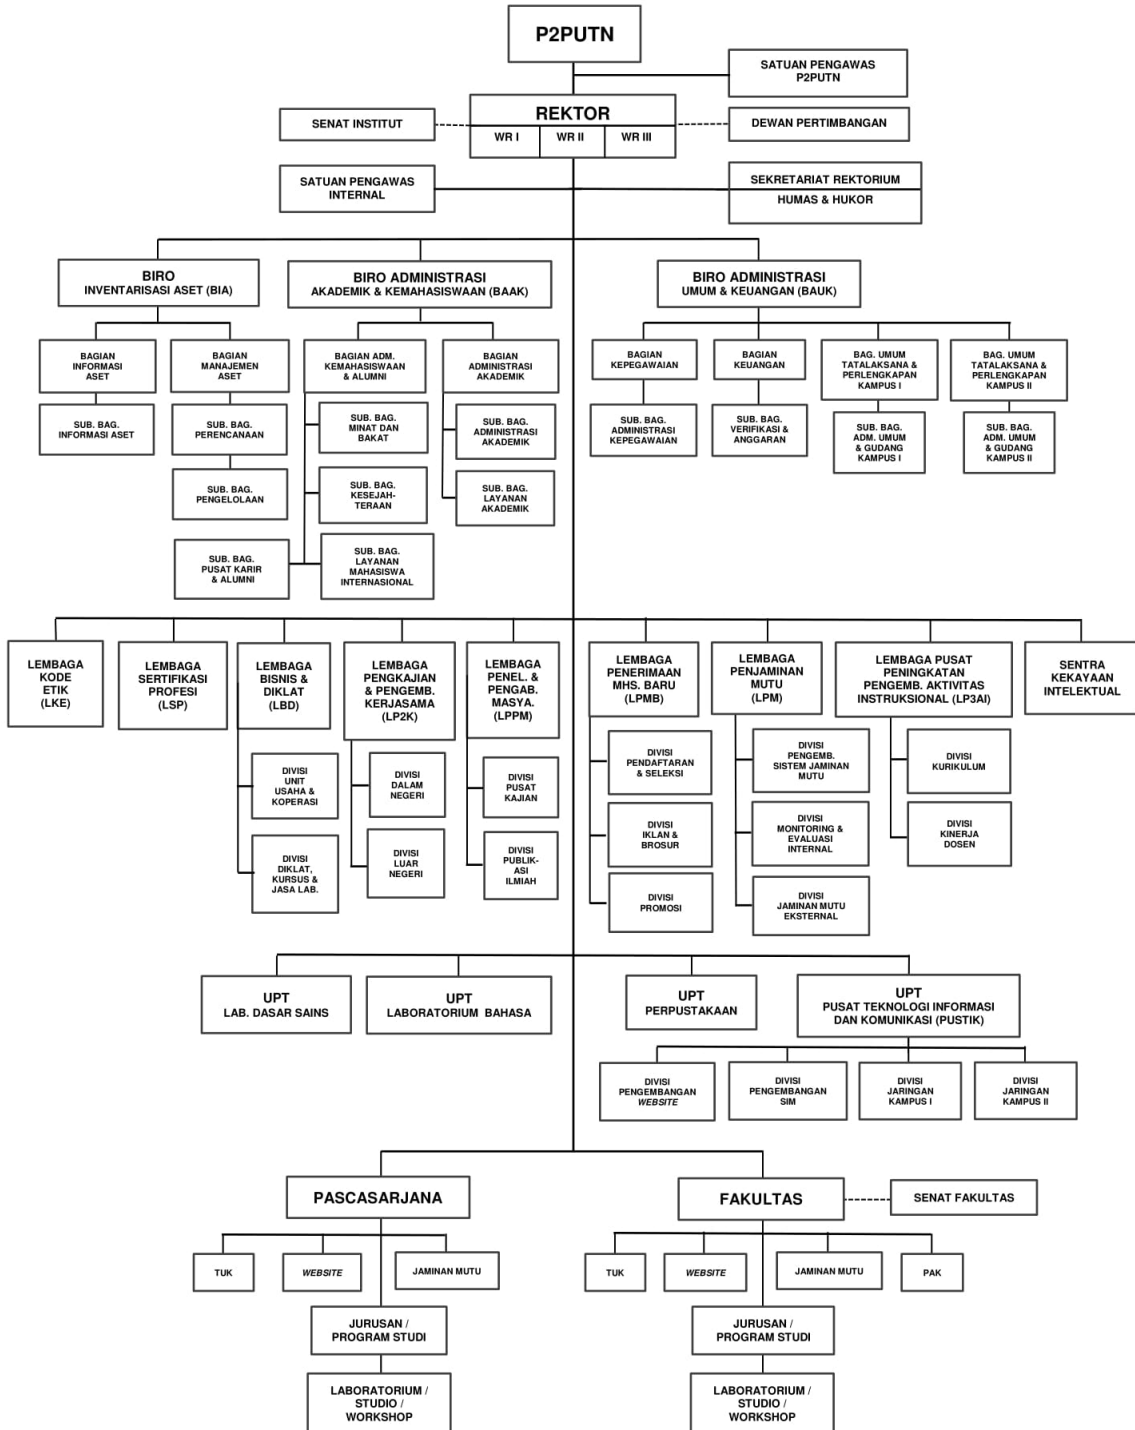 P2PUTN
SATUAN PENGAWAS
P2PUTN
REKTOR
WR I
WR II
WR III
SENAT INSTITUT
DEWAN PERTIMBANGAN
SATUAN PENGAWAS
INTERNAL
SEKRETARIAT REKTORIUM
HUMAS & HUKOR
BIRO
INVENTARISASI ASET (BIA)
BIRO ADMINISTRASI
AKADEMIK & KEMAHASISWAAN (BAAK)
BIRO ADMINISTRASI
UMUM & KEUANGAN (BAUK)
BAGIAN
INFORMASI
ASET
BAGIAN
MANAJEMEN
ASET
BAGIAN ADM.
KEMAHASISWAAN
& ALUMNI
BAGIAN
ADMINISTRASI
AKADEMIK
BAGIAN
KEPEGAWAIAN
BAGIAN
KEUANGAN
BAG. UMUM
TATALAKSANA &
PERLENGKAPAN
KAMPUS I
BAG. UMUM
TATALAKSANA &
PERLENGKAPAN
KAMPUS II
SUB. BAG.
INFORMASI ASET
SUB. BAG.
PERENCANAAN
SUB. BAG.
MINAT DAN
BAKAT
SUB. BAG.
ADMINISTRASI
AKADEMIK
SUB. BAG.
ADMINISTRASI
KEPEGAWAIAN
SUB. BAG.
VERIFIKASI &
ANGGARAN
SUB. BAG.
ADM. UMUM
& GUDANG
KAMPUS I
SUB. BAG.
ADM. UMUM
& GUDANG
KAMPUS II
SUB. BAG.
PENGELOLAAN
SUB. BAG.
KESEJAH-
TERAAN
SUB. BAG.
LAYANAN
AKADEMIK
SUB. BAG.
PUSAT KARIR
& ALUMNI
SUB. BAG.
LAYANAN
MAHASISWA
INTERNASIONAL
LEMBAGA
KODE
ETIK (LKE)
LEMBAGA
SERTIFIKASI
PROFESI (LSP)
LEMBAGA
BISNIS &
DIKLAT
(LBD)
LEMBAGA
PENGKAJIAN
& PENGEMB.
KERJASAMA
(LP2K)
LEMBAGA
PENEL. &
PENGAB.
MASYA.
(LPPM)
LEMBAGA
PENERIMAAN
MHS. BARU
(LPMB)
LEMBAGA
PENJAMINAN
MUTU
(LPM)
LEMBAGA PUSAT
PENINGKATAN
PENGEMB. AKTIVITAS
INSTRUKSIONAL (LP3AI)
SENTRA
KEKAYAAN
INTELEKTUAL
DIVISI
UNIT
USAHA &
KOPERASI
DIVISI
DALAM
NEGERI
DIVISI
PUSAT
KAJIAN
DIVISI
PENDAFTARAN
& SELEKSI
DIVISI
PENGEMB.
SISTEM JAMINAN
MUTU
DIVISI
KURIKULUM
DIVISI
DIKLAT,
KURSUS &
JASA LAB.
DIVISI
LUAR
NEGERI
DIVISI
PUBLIK-
ASI
ILMIAH
DIVISI
IKLAN &
BROSUR
DIVISI
MONITORING &
EVALUASI
INTERNAL
DIVISI
KINERJA
DOSEN
DIVISI
PROMOSI
DIVISI
JAMINAN MUTU
EKSTERNAL
UPT
LAB. DASAR SAINS
UPT
LABORATORIUM BAHASA
UPT
PERPUSTAKAAN
UPT
PUSAT TEKNOLOGI INFORMASI
DAN KOMUNIKASI (PUSTIK)
DIVISI
PENGEMBANGAN
WEBSITE
DIVISI
PENGEMBANGAN
SIM
DIVISI
JARINGAN
KAMPUS I
DIVISI
JARINGAN
KAMPUS II
PASCASARJANA
FAKULTAS
SENAT FAKULTAS
TUK
WEBSITE
JAMINAN MUTU
TUK
WEBSITE
JAMINAN MUTU
PAK
JURUSAN /
PROGRAM STUDI
JURUSAN /
PROGRAM STUDI
LABORATORIUM /
STUDIO /
WORKSHOP
LABORATORIUM /
STUDIO /
WORKSHOP